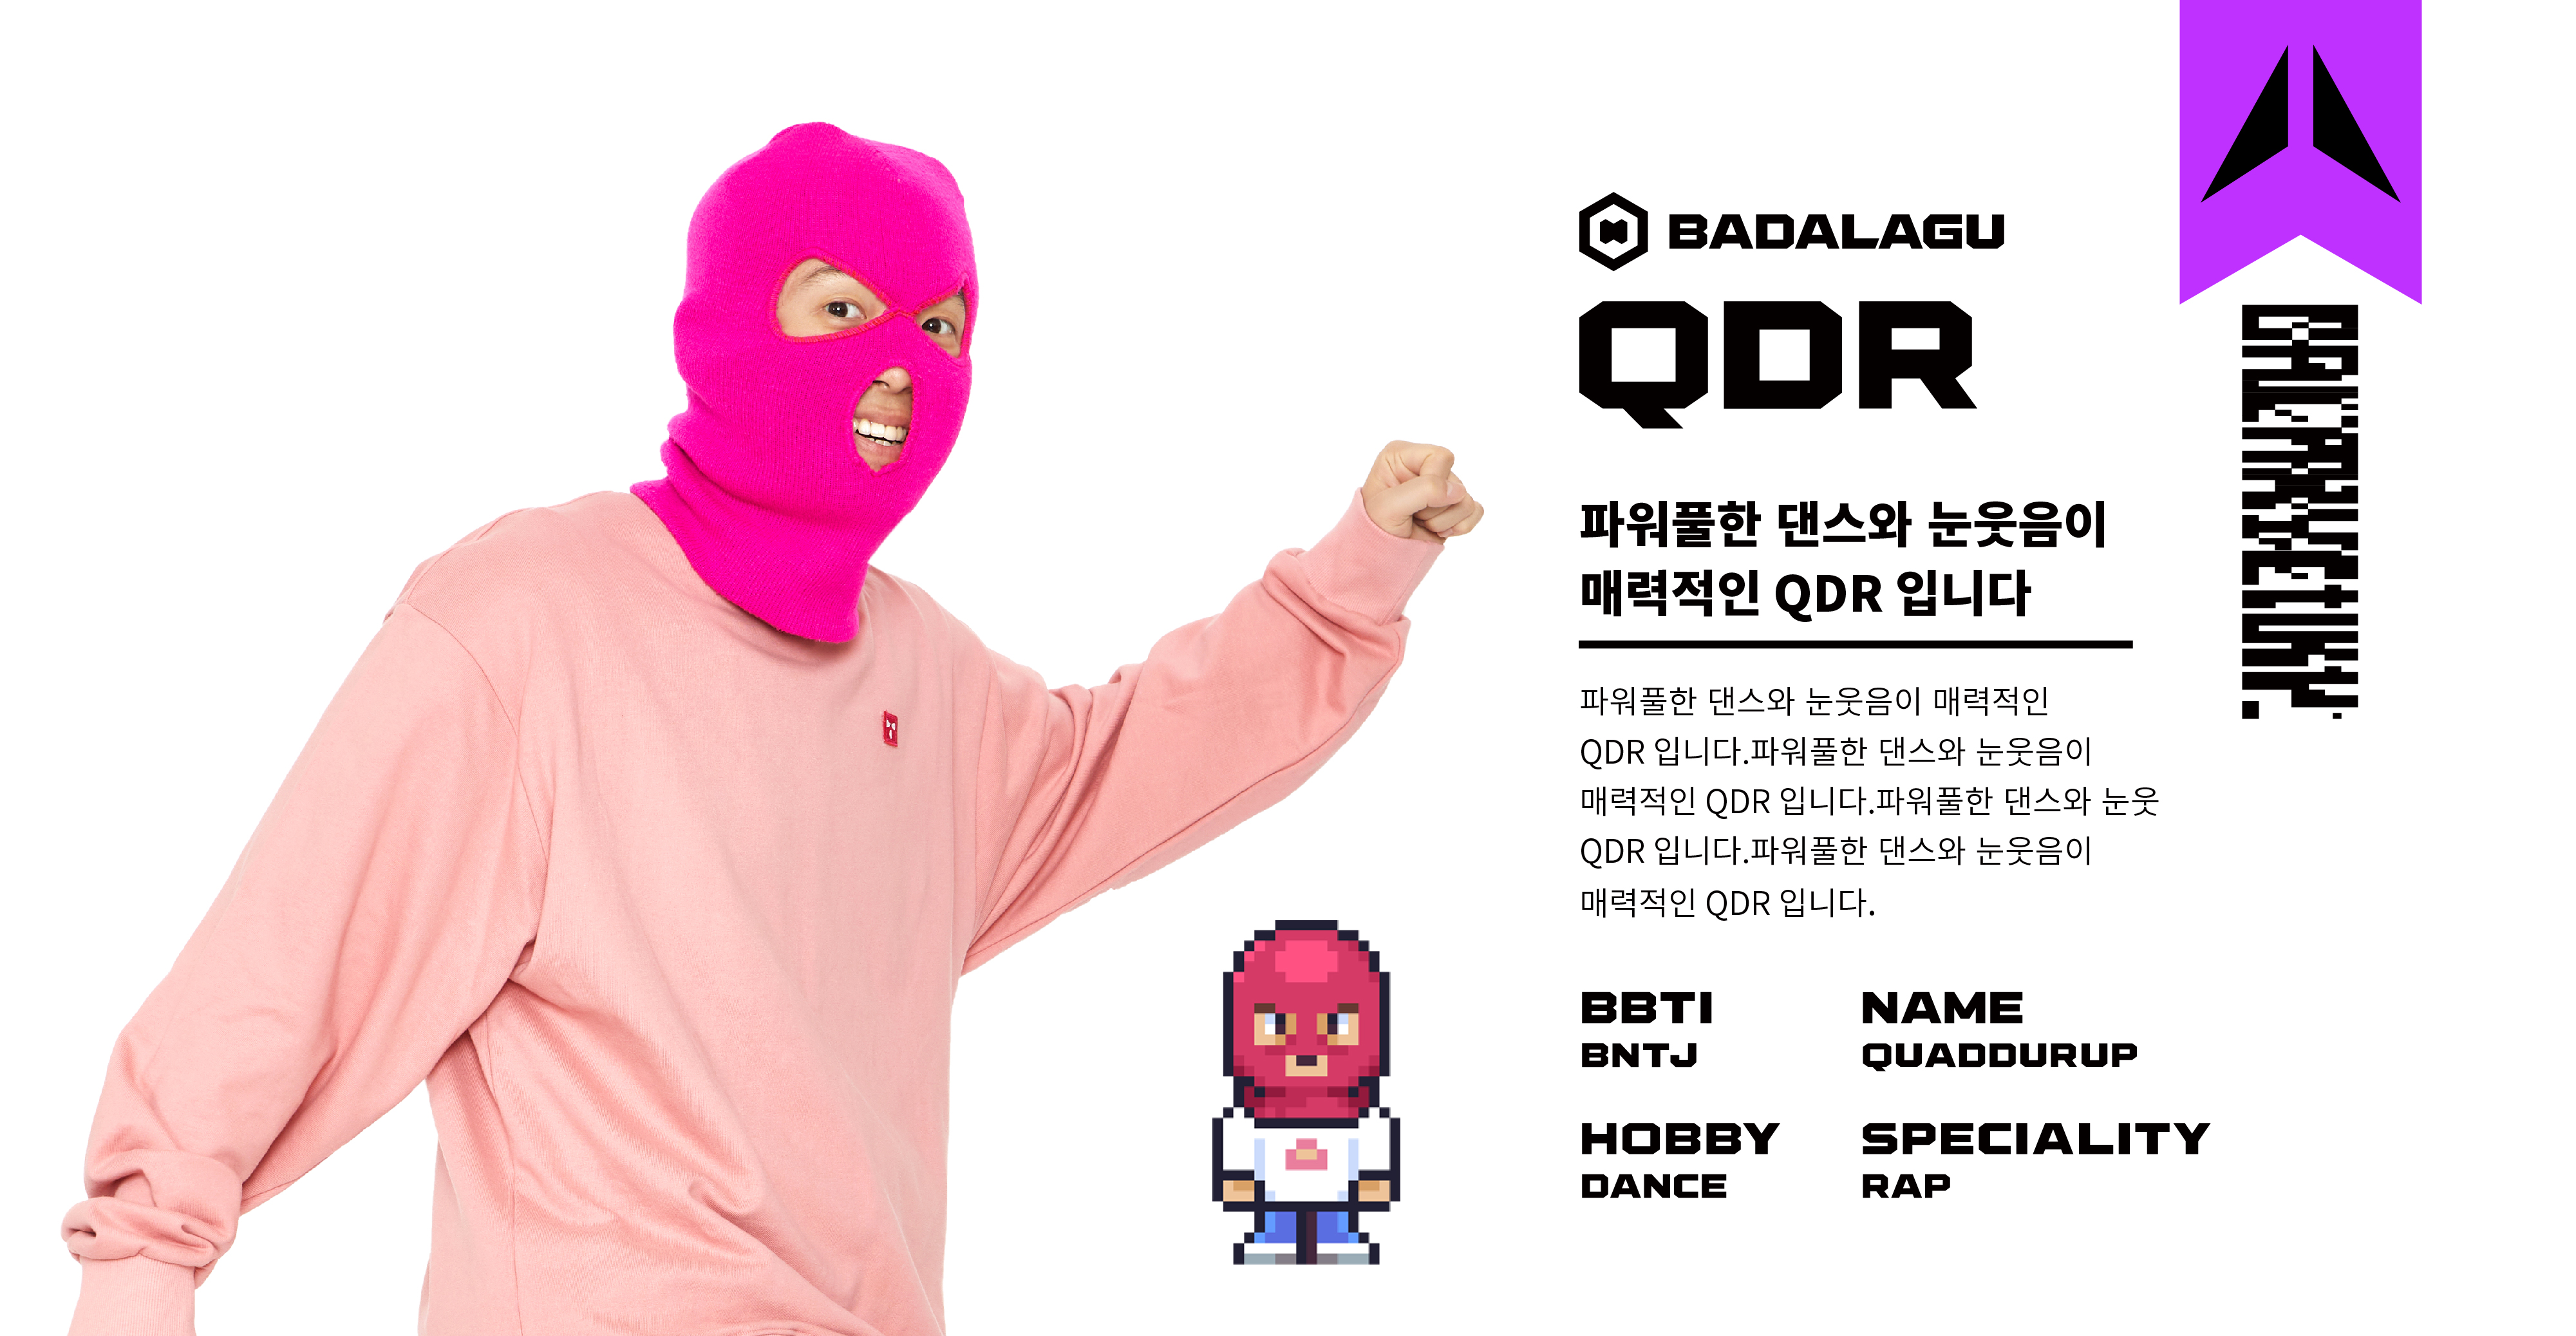 BADALAGU
QDR
파워풀한 댄스와 눈웃음이
매력적인 QDR 입니다
파워풀한 댄스와 눈웃음이 매력적인
QDR 입니다.파워풀한 댄스와 눈웃음이
매력적인 QDR 입니다.파워풀한 댄스와 눈웃
QDR 입니다.파워풀한 댄스와 눈웃음이
매력적인 QDR 입니다.
BBTI
BNTJ
NAME
QUADDURUP
HOBBY
DANCE
SPECIALITY
RAP